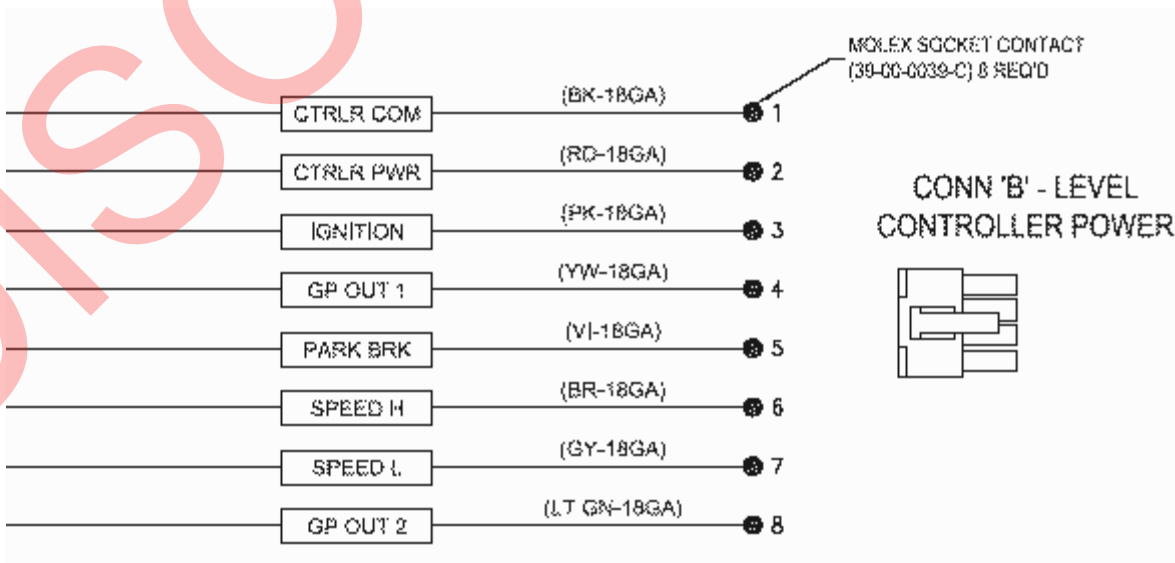 MOLEX SOCKET CONTACT
(39-00-0039-C) 8 REQ'D
CTRLR COM (BK-18GA) 1
CTRLR PWR (RD-18GA) 2
IGNITION (PK-18GA) 3
GP OUT 1 (YW-18GA) 4
PARK BRK (VI-18GA) 5
SPEED H (BR-18GA) 6
SPEED L (GY-18GA) 7
GP OUT 2 (LT GN-18GA) 8
CONN 'B' - LEVEL
CONTROLLER POWER